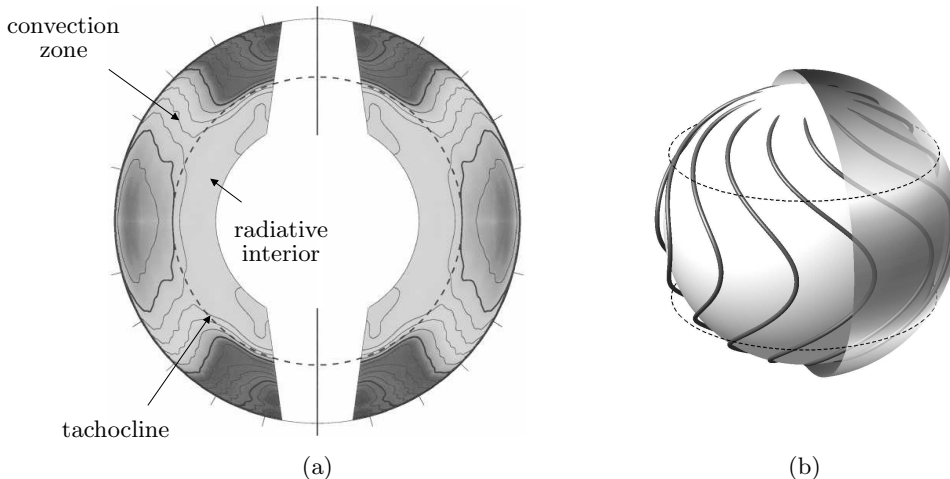 convection
zone
radiative
interior
tachocline
(a)
(b)